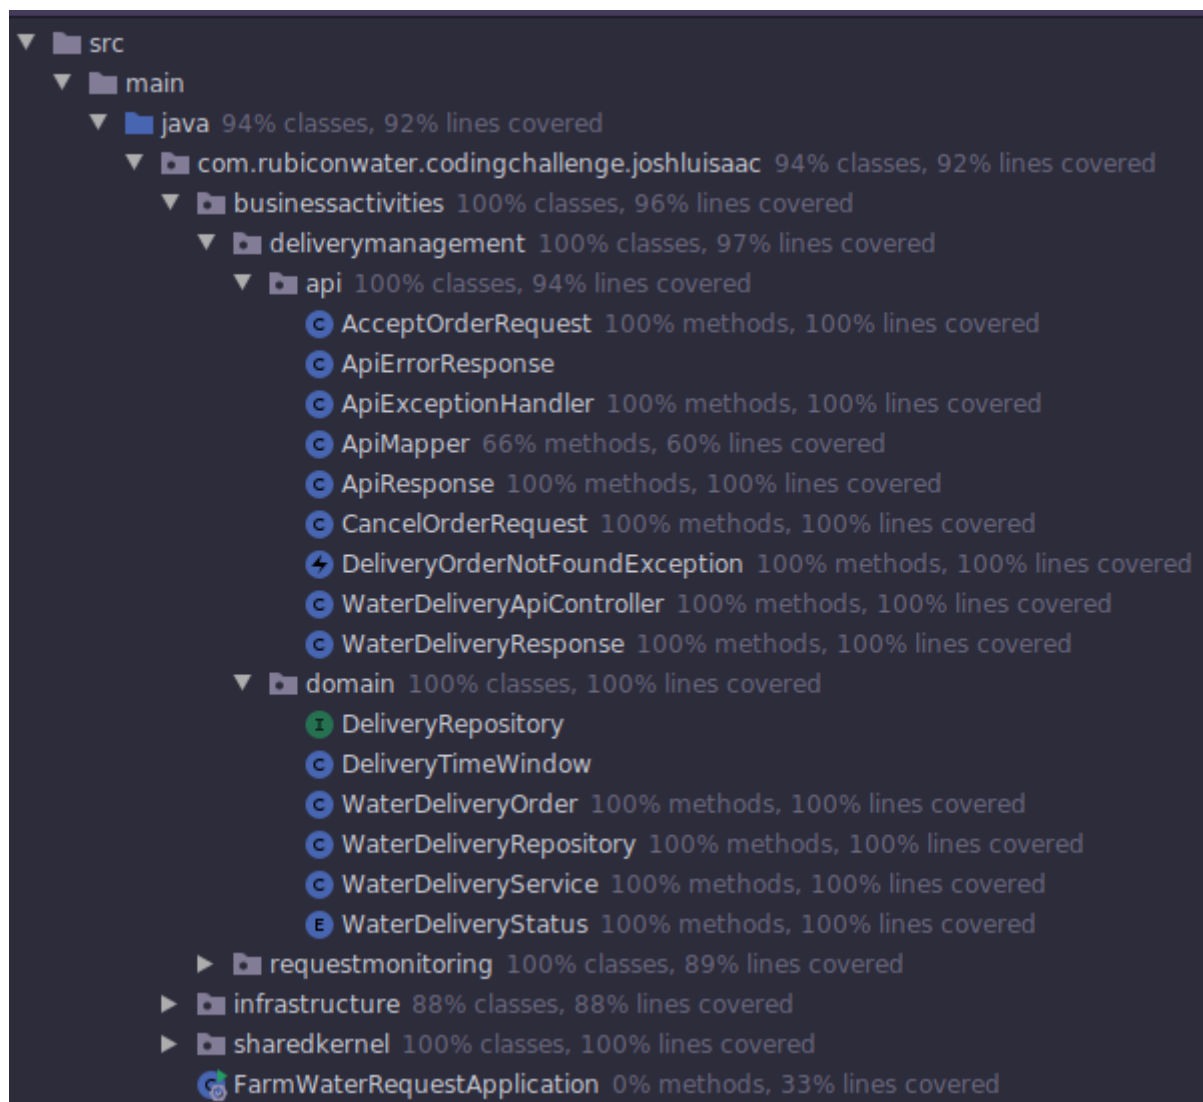 src
main
java 94% classes, 92% lines covered
com.rubiconwater.codingchallenge.joshluisaac 94% classes, 92% lines covered
businessactivities 100% classes, 96% lines covered
deliverymanagement 100% classes, 97% lines covered
api 100% classes, 94% lines covered
C AcceptOrderRequest 100% methods, 100% lines covered
C ApiErrorResponse
C ApiExceptionHandler 100% methods, 100% lines covered
C ApiMapper 66% methods, 60% lines covered
C ApiResponse 100% methods, 100% lines covered
C CancelOrderRequest 100% methods, 100% lines covered
DeliveryOrderNotFoundException 100% methods, 100% lines covered
C WaterDeliveryApiController 100% methods, 100% lines covered
C WaterDeliveryResponse 100% methods, 100% lines covered
domain 100% classes, 100% lines covered
I DeliveryRepository
C DeliveryTimeWindow
C WaterDeliveryOrder 100% methods, 100% lines covered
C WaterDeliveryRepository 100% methods, 100% lines covered
C WaterDeliveryService 100% methods, 100% lines covered
E WaterDeliveryStatus 100% methods, 100% lines covered
requestmonitoring 100% classes, 89% lines covered
infrastructure 88% classes, 88% lines covered
sharedkernel 100% classes, 100% lines covered
C FarmWaterRequestApplication 0% methods, 33% lines covered